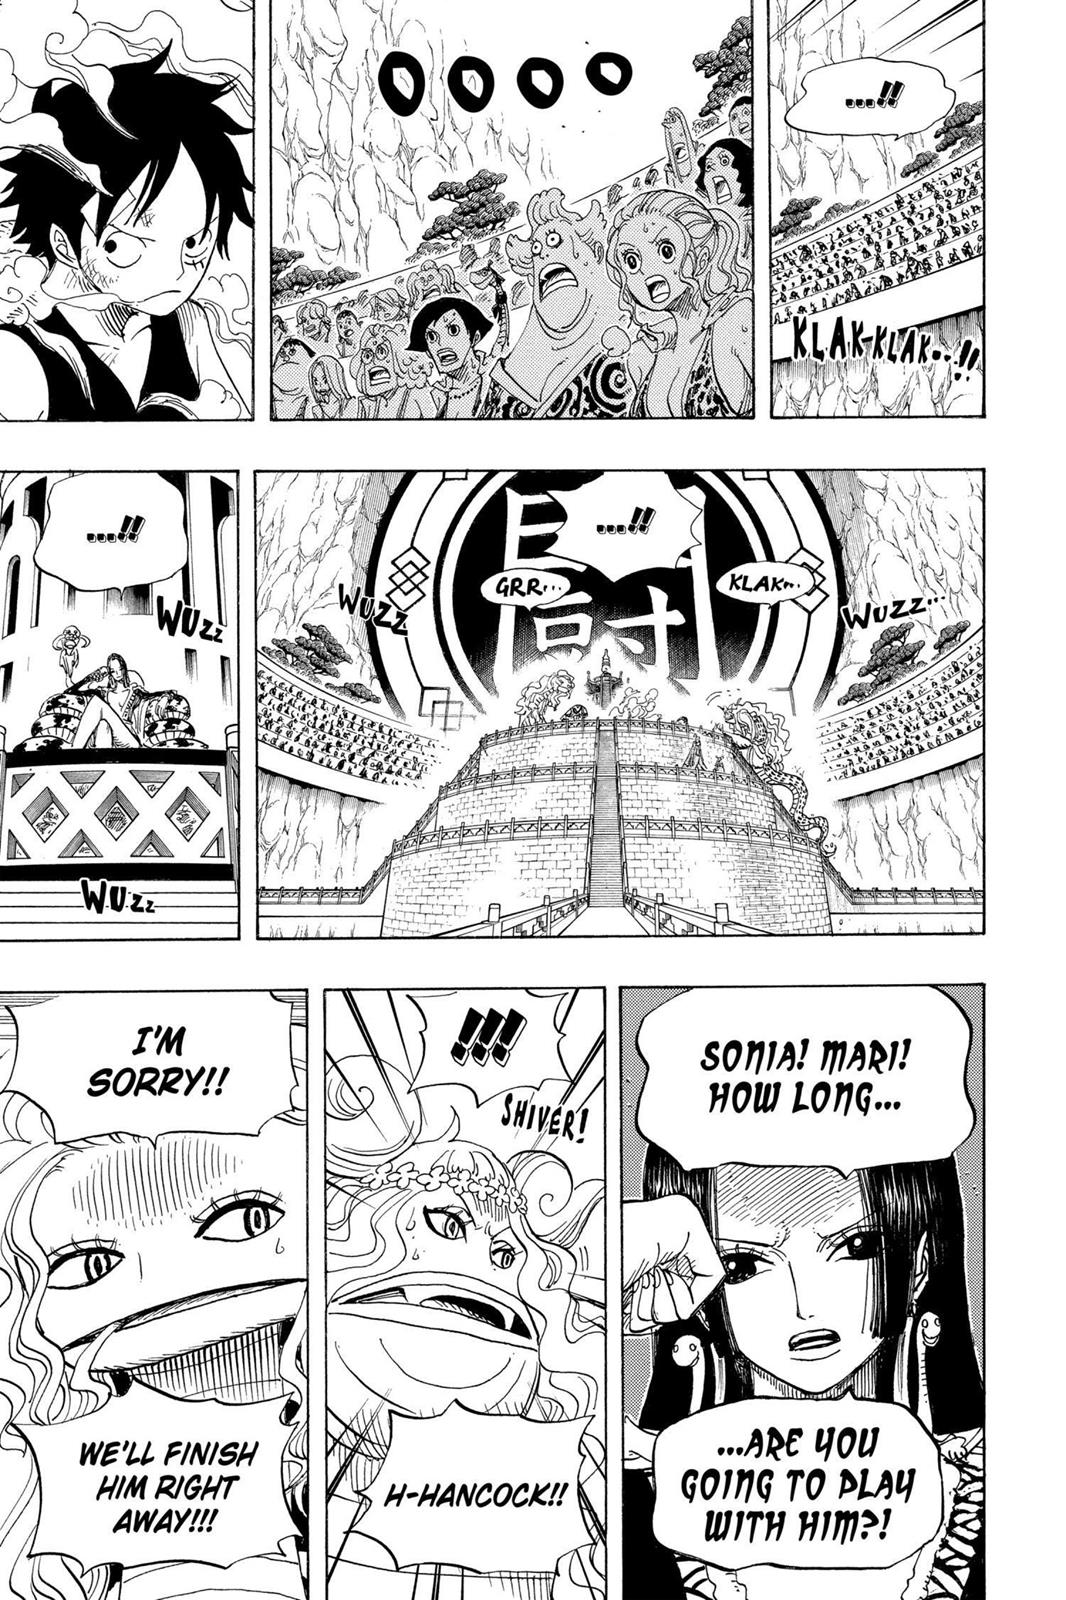 ....!!
KLAK-KLAK...!!
OOOO
....!!
GRR...
KLAK...
WUZZ
WUZZ...
闘
....!!
WUZZ
WUZZ
SONIA! MARI!
HOW LONG...
...ARE YOU
GOING TO PLAY
WITH HIM?!
!!!
SHIVER!
H-HANCOCK!!
I'M
SORRY!!
WE'LL FINISH
HIM RIGHT
AWAY!!!